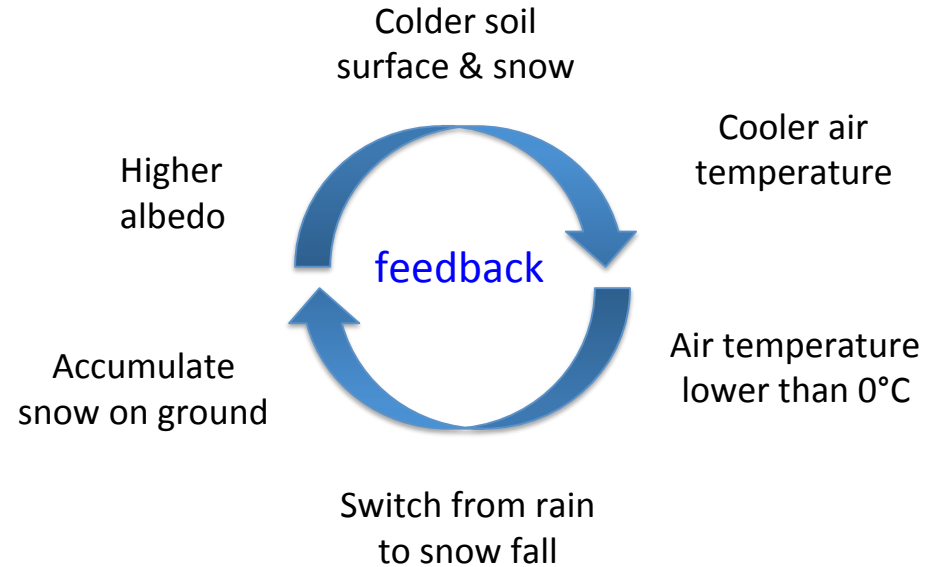 Colder soil
surface & snow
Cooler air
temperature
Air temperature
lower than 0°C
Switch from rain
to snow fall
Accumulate
snow on ground
Higher
albedo
feedback